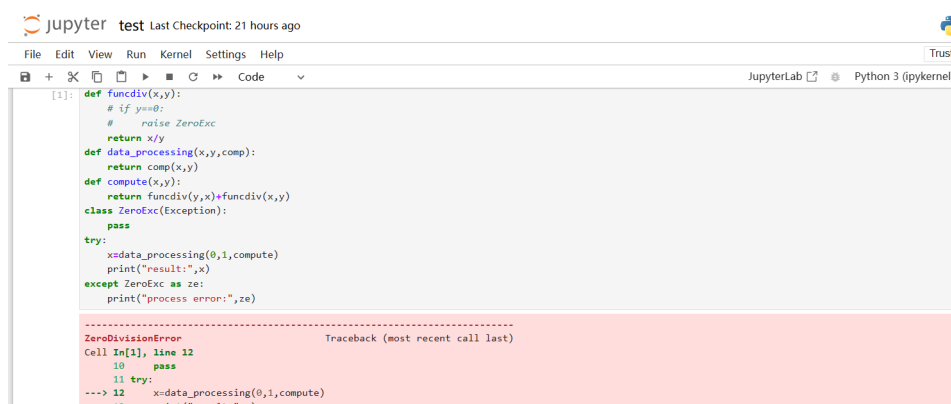 jupyter test Last Checkpoint: 21 hours ago
File Edit View Run Kernel Settings Help
Code JupyterLab Python 3 (ipykernel
[1]: def funcdiv(x,y):
    # if y==0:
    #     raise ZeroExc
    return x/y
def data_processing(x,y,comp):
    return comp(x,y)
def compute(x,y):
    return funcdiv(y,x)+funcdiv(x,y)
class ZeroExc(Exception):
    pass
try:
    x=data_processing(0,1,compute)
    print("result:",x)
except ZeroExc as ze:
    print("process error:",ze)
---------------------------------------------------------------------------
ZeroDivisionError                         Traceback (most recent call last)
Cell In[1], line 12
     10     pass
     11 try:
---> 12     x=data_processing(0,1,compute)